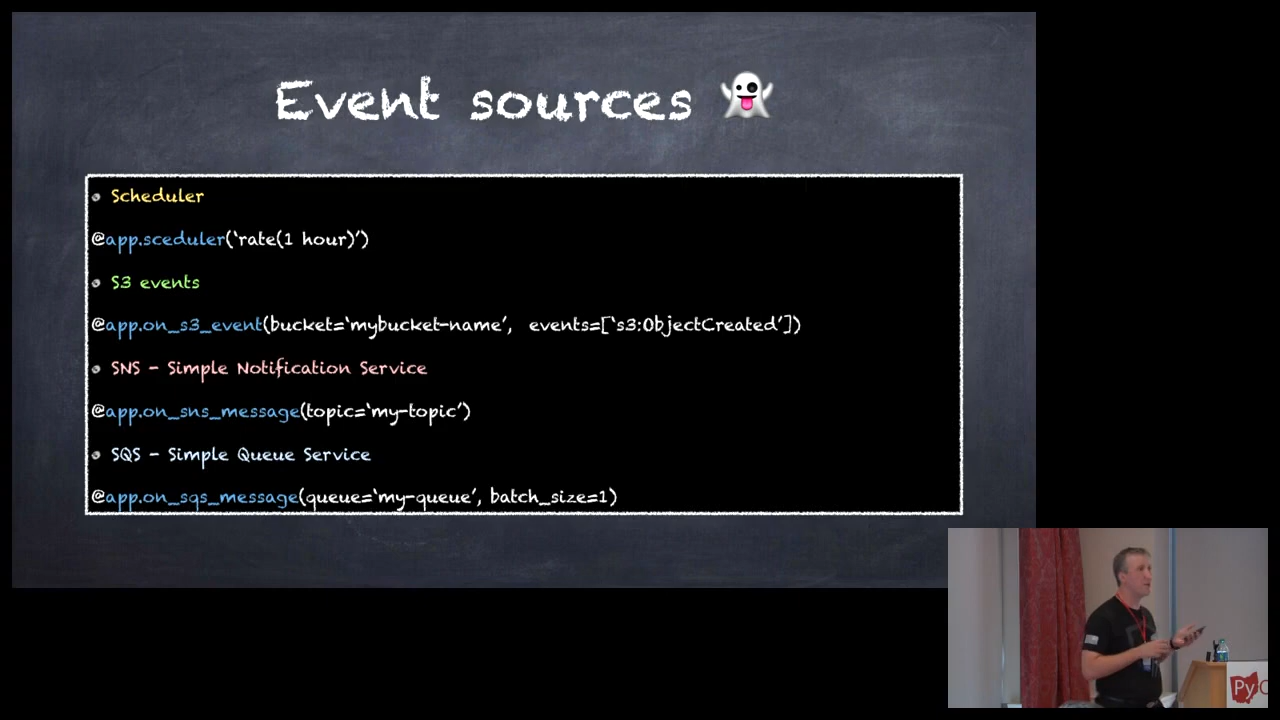 Event sources 👻
Scheduler
@app.sceduler(‘rate(1 hour)’)
S3 events
@app.on_s3_event(bucket=‘mybucket-name’, events=[‘s3:ObjectCreated’])
SNS - Simple Notification Service
@app.on_sns_message(topic=‘my-topic’)
SQS - Simple Queue Service
@app.on_sqs_message(queue=‘my-queue’, batch_size=1)